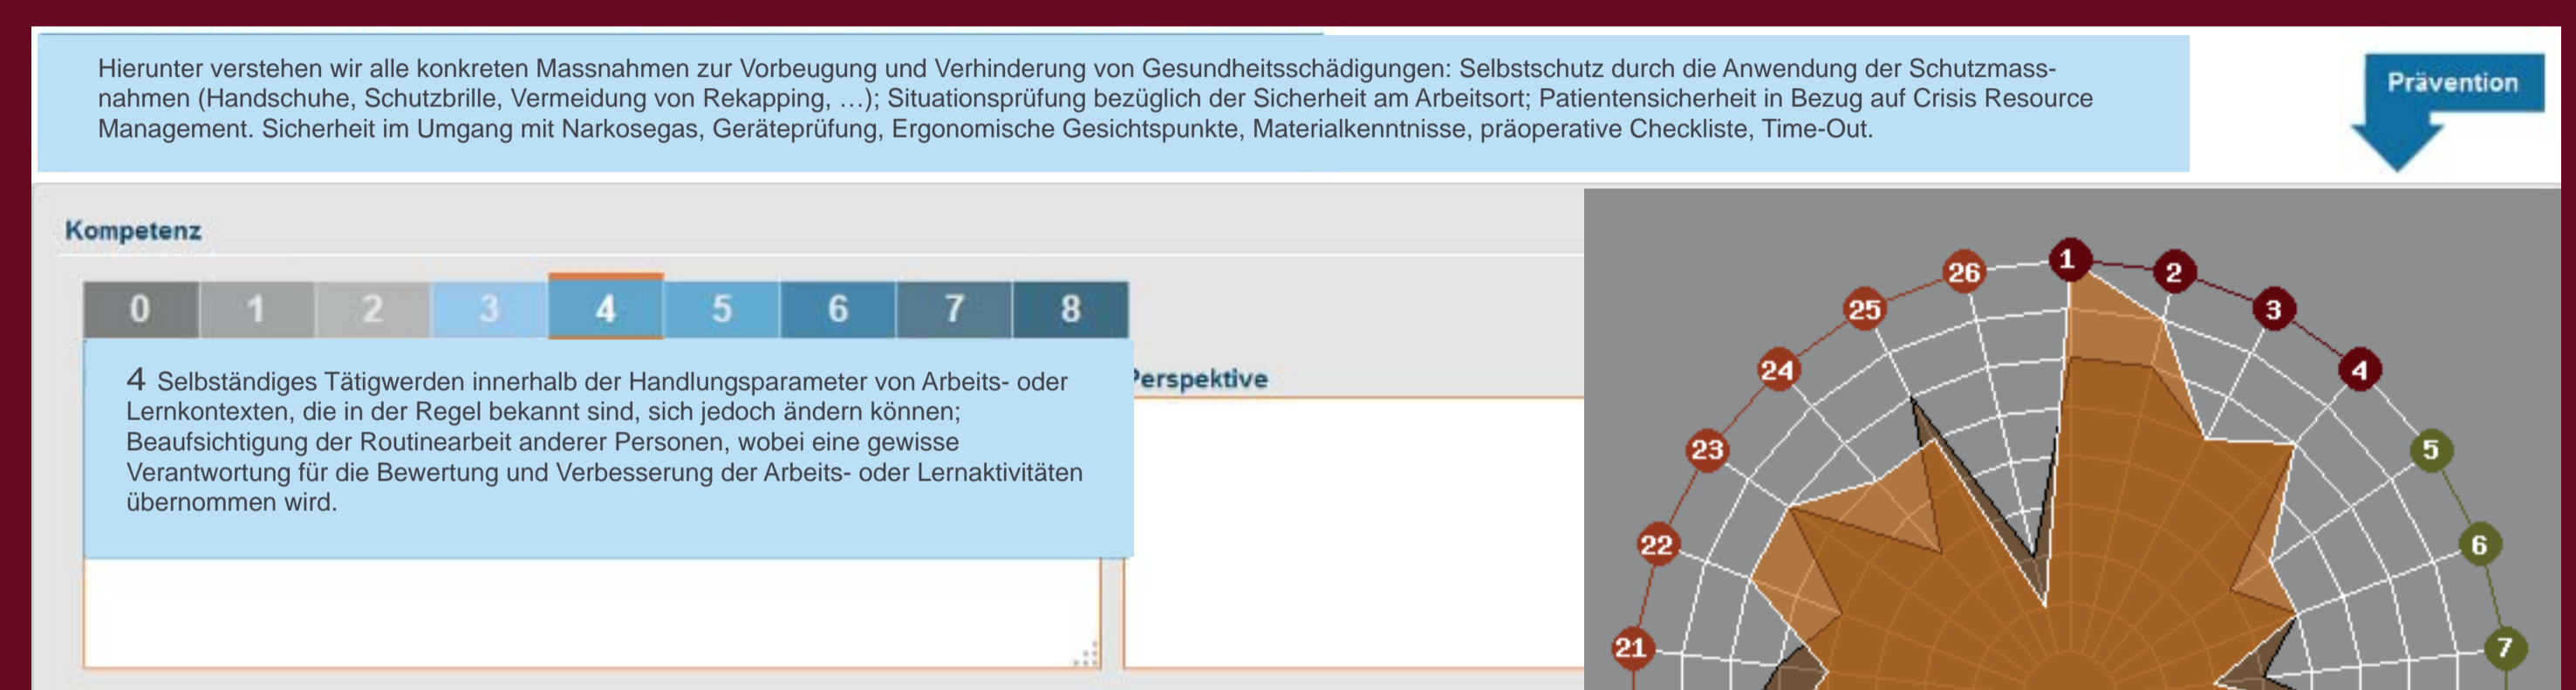 Hierunter verstehen wir alle konkreten Massnahmen zur Vorbeugung und Verhinderung von Gesundheitsschädigungen: Selbstschutz durch die Anwendung der Schutzmass-
nahmen (Handschuhe, Schutzbrille, Vermeidung von Rekapping, …); Situationsprüfung bezüglich der Sicherheit am Arbeitsort; Patientensicherheit in Bezug auf Crisis Resource
Management. Sicherheit im Umgang mit Narkosegas, Geräteprüfung, Ergonomische Gesichtspunkte, Materialkenntnisse, präoperative Checkliste, Time-Out.
Prävention
Kompetenz
0 1 2 3 4 5 6 7 8
4 Selbständiges Tätigwerden innerhalb der Handlungsparameter von Arbeits- oder
Lernkontexten, die in der Regel bekannt sind, sich jedoch ändern können;
Beaufsichtigung der Routinearbeit anderer Personen, wobei eine gewisse
Verantwortung für die Bewertung und Verbesserung der Arbeits- oder Lernaktivitäten
übernommen wird.
Perspektive
1
2
3
4
5
6
7
21
22
23
24
25
26